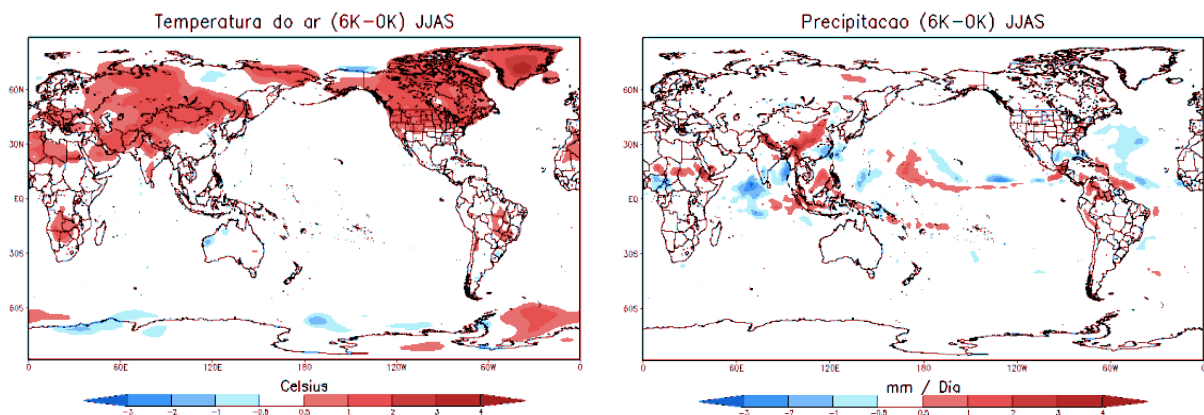 Temperatura do ar (6K-0K) JJAS
60N
30N
EQ
30S
60S
0
60E
120E
180
120W
60W
0
Celsius
-3 -2 -1 -0.5 0.5 1 2 3 4
Precipitacao (6K-0K) JJAS
60N
30N
EQ
30S
60S
0
60E
120E
180
120W
60W
0
mm / Dia
-3 -2 -1 -0.5 0.5 1 2 3 4